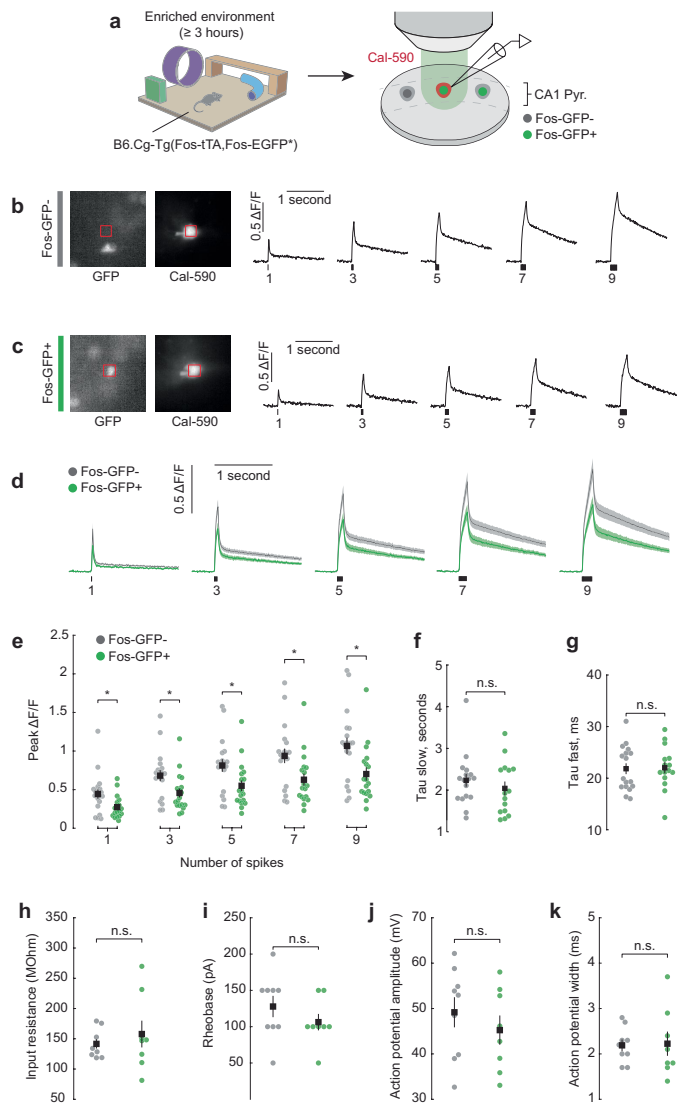 a
Enriched environment
(≥ 3 hours)
B6.Cg-Tg(Fos-tTA,Fos-EGFP*)
Cal-590
CA1 Pyr.
Fos-GFP-
Fos-GFP+
b
Fos-GFP-
GFP
Cal-590
0.5 ΔF/F
1 second
1
3
5
7
9
c
Fos-GFP+
GFP
Cal-590
0.5 ΔF/F
1 second
1
3
5
7
9
d
Fos-GFP-
Fos-GFP+
0.5 ΔF/F
1 second
1
3
5
7
9
e
Fos-GFP-
Fos-GFP+
Peak ΔF/F
2.5
2
1.5
1
0.5
0
*
*
*
*
*
1
3
5
7
9
Number of spikes
f
Tau slow, seconds
5
4
3
2
1
n.s.
g
Tau fast, ms
40
30
20
10
n.s.
h
Input resistance (MOhm)
350
300
250
200
150
100
50
n.s.
i
Rheobase (pA)
250
200
150
100
50
0
n.s.
j
Action potential amplitude (mV)
70
60
50
40
30
n.s.
k
Action potential width (ms)
5
4
3
2
1
n.s.